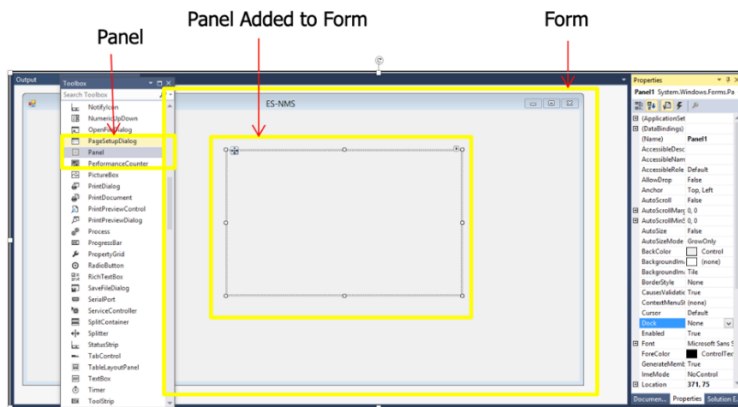 Panel
Panel Added to Form
Form
Output
Toolbox
Search Toolbox
NotifyIcon
NumericUpDown
OpenFileDialog
PageSetupDialog
Panel
PerformanceCounter
PictureBox
PrintDialog
PrintDocument
PrintPreviewControl
PrintPreviewDialog
Process
ProgressBar
PropertyGrid
RadioButton
RichTextBox
SaveFileDialog
SerialPort
ServiceController
SplitContainer
Splitter
StatusStrip
TabControl
TableLayoutPanel
TextBox
Timer
ToolStrip
ES-NMS
Properties
Panel1 System.Windows.Forms.Pa
(ApplicationSet
(DataBindings)
(Name) Panel1
AccessibleDesc
AccessibleNam
AccessibleRole Default
AllowDrop False
Anchor Top, Left
AutoScroll False
AutoScrollMarg 0, 0
AutoScrollMinS 0, 0
AutoSize False
AutoSizeMode GrowOnly
BackColor Control
BackgroundIm (none)
BackgroundIm Tile
BorderStyle None
CausesValidatic True
ContextMenuSt (none)
Cursor Default
Dock None
Enabled True
Font Microsoft Sans S
ForeColor ControlTex
GenerateMemb True
ImeMode NoControl
Location 371, 75
Documen... Properties Solution E...